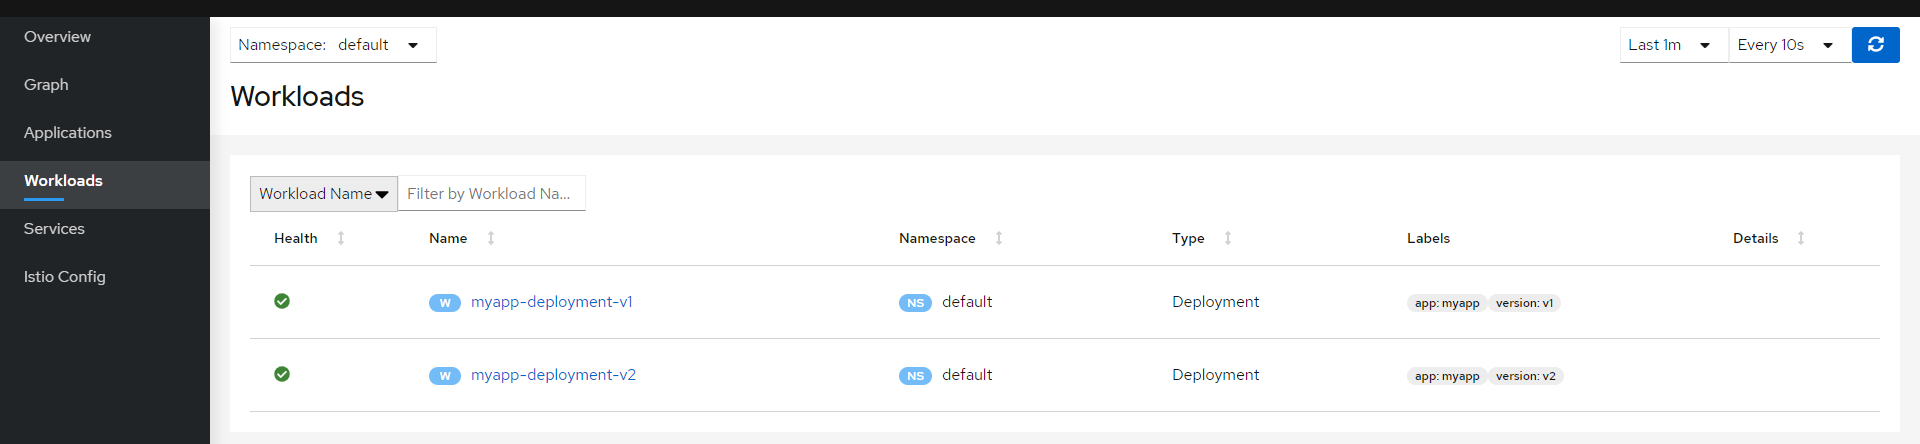 Overview
Graph
Applications
Workloads
Services
Istio Config
Namespace: default
Last 1m Every 10s
Workloads
Workload Name Filter by Workload Na...
Health Name Namespace Type Labels Details
W myapp-deployment-v1 NS default Deployment app: myapp version: v1
W myapp-deployment-v2 NS default Deployment app: myapp version: v2